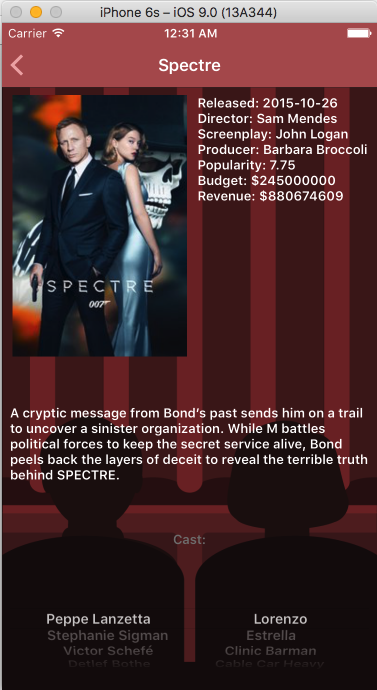 iPhone 6s – iOS 9.0 (13A344)
Carrier 12:31 AM
Spectre
Released: 2015-10-26
Director: Sam Mendes
Screenplay: John Logan
Producer: Barbara Broccoli
Popularity: 7.75
Budget: $245000000
Revenue: $880674609
SPECTRE
007
A cryptic message from Bond’s past sends him on a trail
to uncover a sinister organization. While M battles
political forces to keep the secret service alive, Bond
peels back the layers of deceit to reveal the terrible truth
behind SPECTRE.
Cast:
Peppe Lanzetta Lorenzo
Stephanie Sigman Estrella
Victor Schefé Clinic Barman
Detlef Bothe Cable Car Heavy